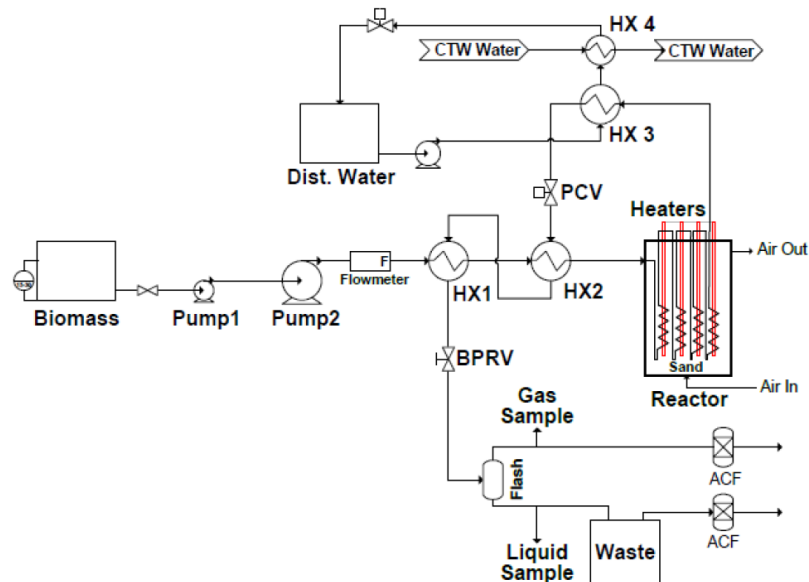 HX 4
CTW Water
CTW Water
HX 3
Dist. Water
PCV
Heaters
Air Out
F
Flowmeter
HX1
HX2
Biomass
Pump1
Pump2
BPRV
Sand
Reactor
Air In
Gas
Sample
Flash
ACF
Liquid
Sample
Waste
ACF